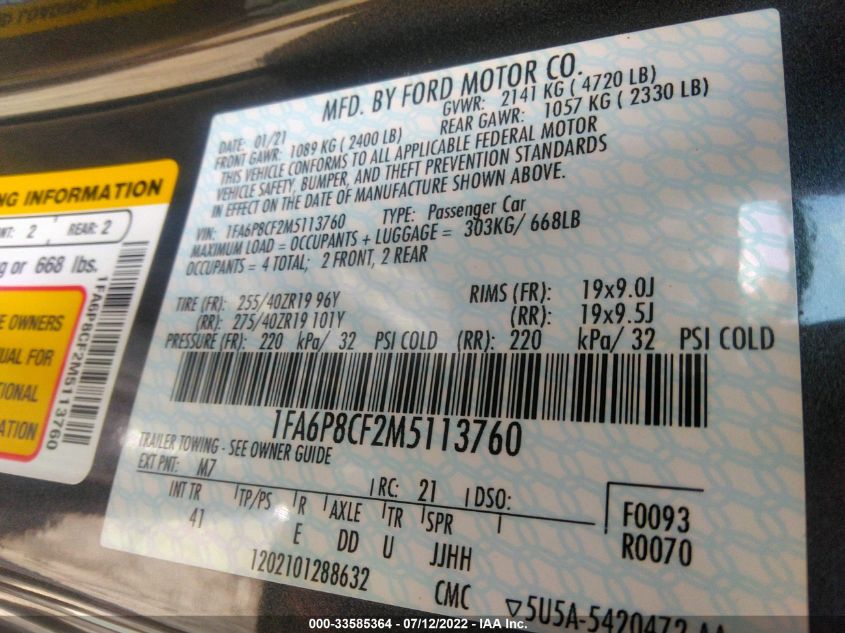 MFD. BY FORD MOTOR CO.
DATE: 01/21 GVWR: 2141 KG ( 4720 LB)
FRONT GAWR: 1089 KG ( 2400 LB) REAR GAWR: 1057 KG ( 2330 LB)
THIS VEHICLE CONFORMS TO ALL APPLICABLE FEDERAL MOTOR
VEHICLE SAFETY, BUMPER, AND THEFT PREVENTION STANDARDS
IN EFFECT ON THE DATE OF MANUFACTURE SHOWN ABOVE.
VIN: 1FA6P8CF2M5113760 TYPE: Passenger Car
MAXIMUM LOAD = OCCUPANTS + LUGGAGE = 303KG/ 668LB
OCCUPANTS = 4 TOTAL; 2 FRONT, 2 REAR
TIRE (FR): 255/40ZR19 96Y RIMS (FR): 19x9.0J
(RR): 275/40ZR19 101Y (RR): 19x9.5J
PRESSURE (FR): 220 kPa/ 32 PSI COLD (RR): 220 kPa/ 32 PSI COLD
1FA6P8CF2M5113760
TRAILER TOWING - SEE OWNER GUIDE
EXT PNT: M7 RC: 21 DSO:
INT TR TP/PS R AXLE TR SPR
41 E DD U JJHH
F0093
R0070
1202101288632 CMC
▽5U5A-5420472
NG INFORMATION
NT: 2 REAR: 2
g or 668 lbs.
OWNERS
UAL FOR
TIONAL
1FA6P8CF2M5113760
000-33585364 - 07/12/2022 - IAA Inc.